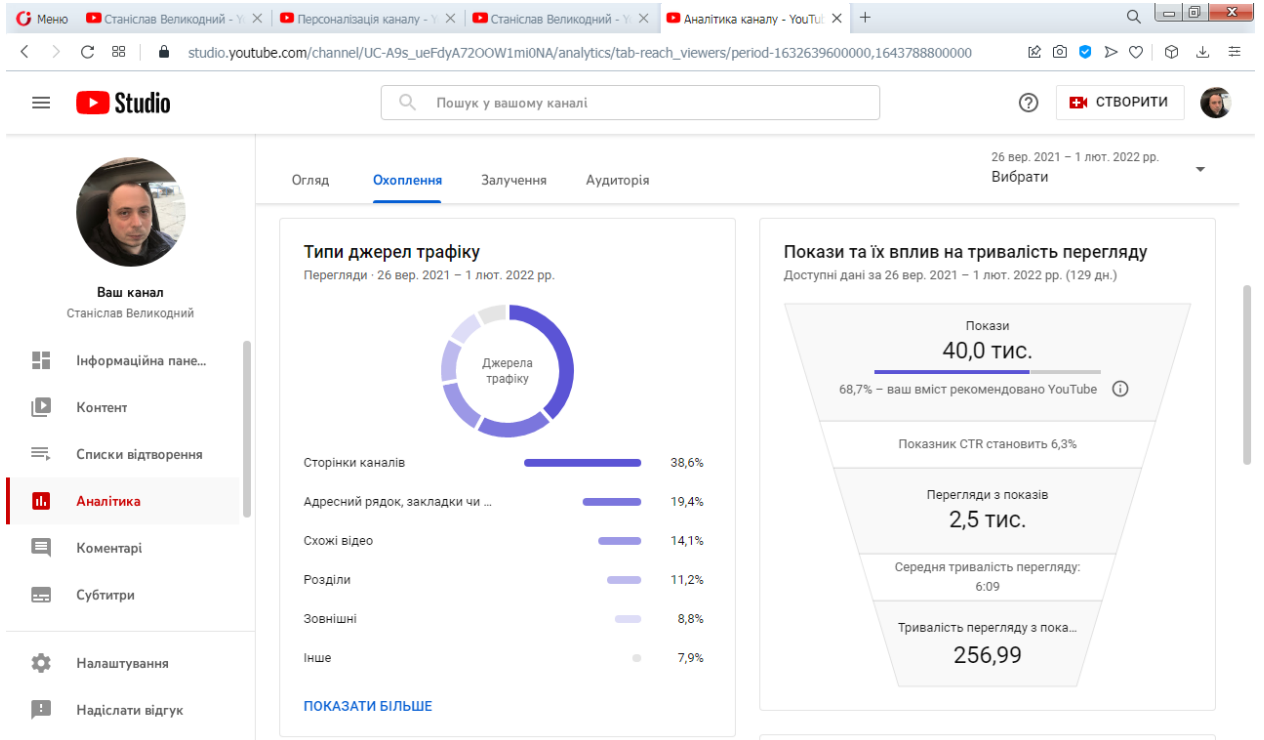 Меню
Станіслав Великодний - Yo
Персоналізація каналу - Y
Станіслав Великодний - Yo
Аналітика каналу - YouTub
studio.youtube.com/channel/UC-A9s_ueFdyA72OOW1mi0NA/analytics/tab-reach_viewers/period-1632639600000,1643788800000
Studio
Пошук у вашому каналі
СТВОРИТИ
Ваш канал
Станіслав Великодний
Інформаційна пане...
Контент
Списки відтворення
Аналітика
Коментарі
Субтитри
Налаштування
Надіслати відгук
Огляд
Охоплення
Залучення
Аудиторія
26 вер. 2021 – 1 лют. 2022 рр.
Вибрати
Типи джерел трафіку
Перегляди · 26 вер. 2021 – 1 лют. 2022 рр.
Джерела
трафіку
Сторінки каналів 38,6%
Адресний рядок, закладки чи ... 19,4%
Схожі відео 14,1%
Розділи 11,2%
Зовнішні 8,8%
Інше 7,9%
ПОКАЗАТИ БІЛЬШЕ
Покази та їх вплив на тривалість перегляду
Доступні дані за 26 вер. 2021 – 1 лют. 2022 рр. (129 дн.)
Покази
40,0 тис.
68,7% – ваш вміст рекомендовано YouTube
Показник CTR становить 6,3%
Перегляди з показів
2,5 тис.
Середня тривалість перегляду:
6:09
Тривалість перегляду з пока...
256,99